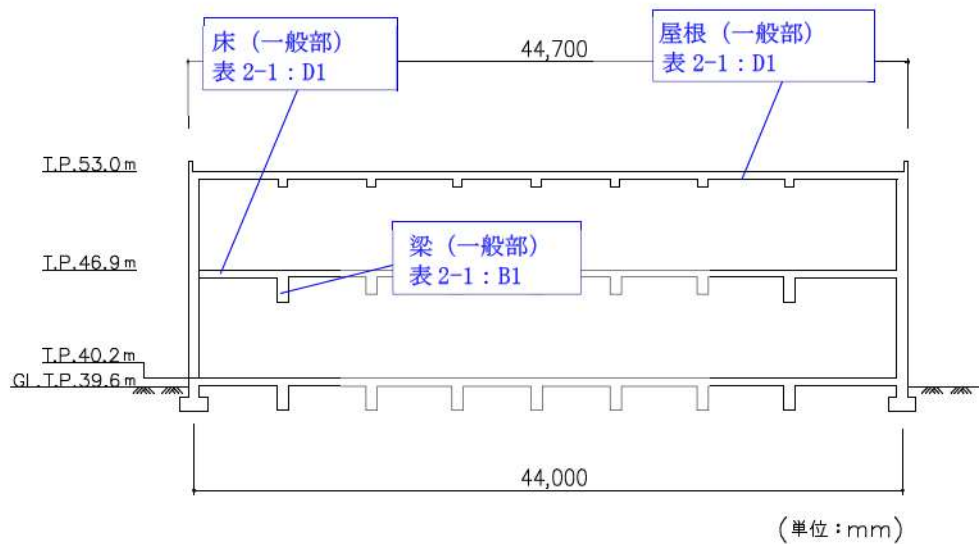 床（一般部）
表 2-1：D1
44,700
屋根（一般部）
表 2-1：D1
T.P.53.0m
梁（一般部）
表 2-1：B1
T.P.46.9m
T.P.40.2m
GL.T.P.39.6m
44,000
(単位：mm)